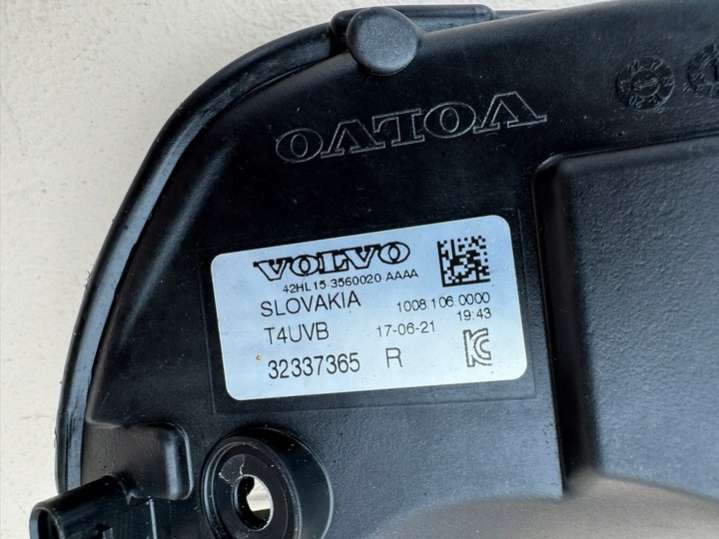 VOLVO
VOLVO
42HL15 3560020 AAAA
SLOVAKIA 1008.106.0000
T4UVB 17-06-21 19:43
32337365 R